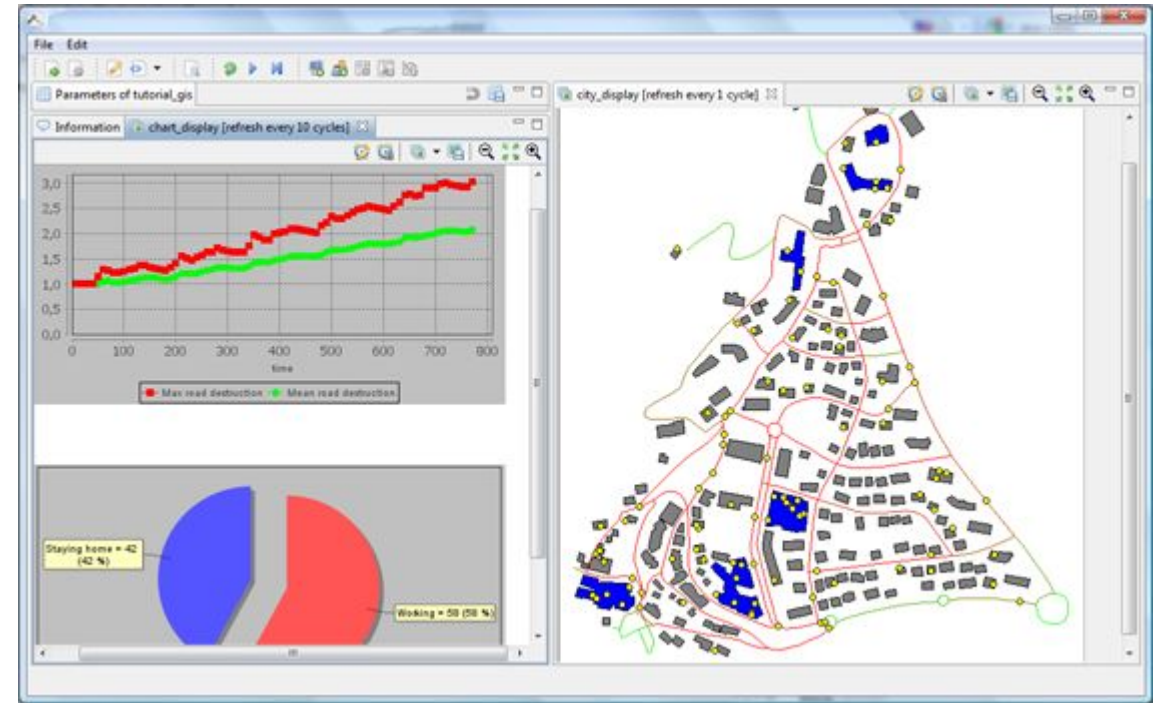 File Edit
Parameters of tutorial_gis
Information chart_display [refresh every 10 cycles]
3,0
2,5
2,0
1,5
1,0
0,5
0,0
0 100 200 300 400 500 600 700 800
time
Max road destruction Mean road destruction
Staying home = 42
(42 %)
Working = 58 (58 %)
city_display [refresh every 1 cycle]